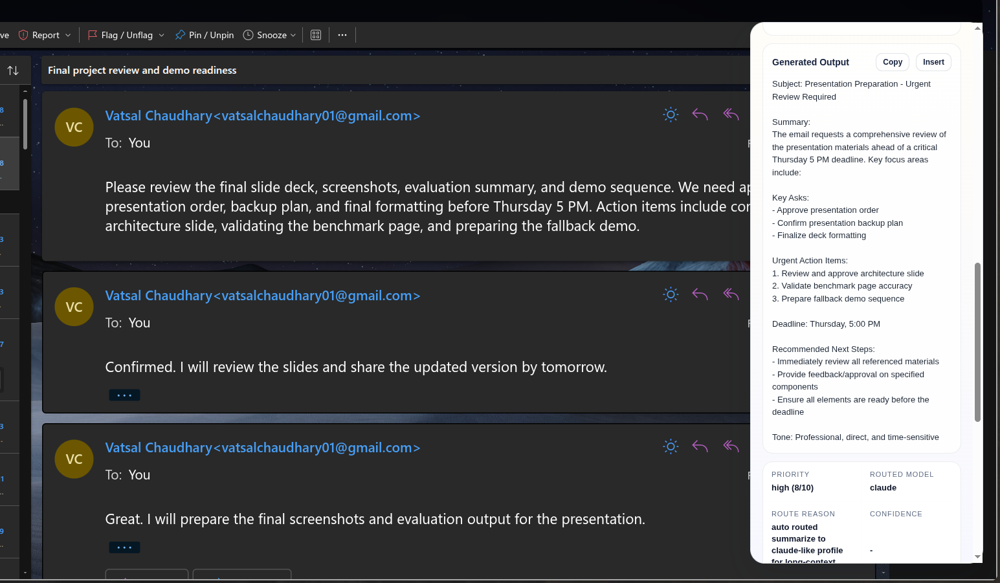 ve Report Flag / Unflag Pin / Unpin Snooze ...
Final project review and demo readiness
VC
Vatsal Chaudhary<vatsalchaudhary01@gmail.com>
To: You
Please review the final slide deck, screenshots, evaluation summary, and demo sequence. We need ap
presentation order, backup plan, and final formatting before Thursday 5 PM. Action items include con
architecture slide, validating the benchmark page, and preparing the fallback demo.
VC
Vatsal Chaudhary<vatsalchaudhary01@gmail.com>
To: You
Confirmed. I will review the slides and share the updated version by tomorrow.
...
VC
Vatsal Chaudhary<vatsalchaudhary01@gmail.com>
To: You
Great. I will prepare the final screenshots and evaluation output for the presentation.
...
8
8
3
3
7
3
1
9
Generated Output Copy Insert
Subject: Presentation Preparation - Urgent
Review Required
Summary:
The email requests a comprehensive review of
the presentation materials ahead of a critical
Thursday 5 PM deadline. Key focus areas
include:
Key Asks:
- Approve presentation order
- Confirm presentation backup plan
- Finalize deck formatting
Urgent Action Items:
1. Review and approve architecture slide
2. Validate benchmark page accuracy
3. Prepare fallback demo sequence
Deadline: Thursday, 5:00 PM
Recommended Next Steps:
- Immediately review all referenced materials
- Provide feedback/approval on specified
components
- Ensure all elements are ready before the
deadline
Tone: Professional, direct, and time-sensitive
PRIORITY
high (8/10)
ROUTED MODEL
claude
ROUTE REASON
auto routed
summarize to
claude-like profile
for long-context
CONFIDENCE
-